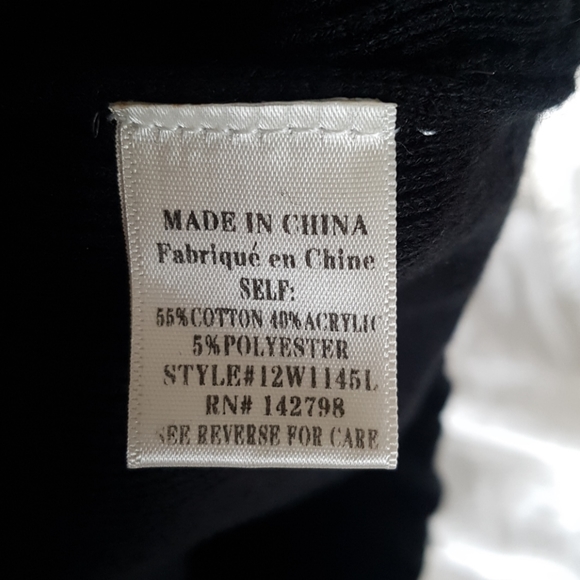 MADE IN CHINA
Fabriqué en Chine
SELF:
55%COTTON 40%ACRYLIC
5%POLYESTER
STYLE#12W1145L
RN# 142798
SEE REVERSE FOR CARE